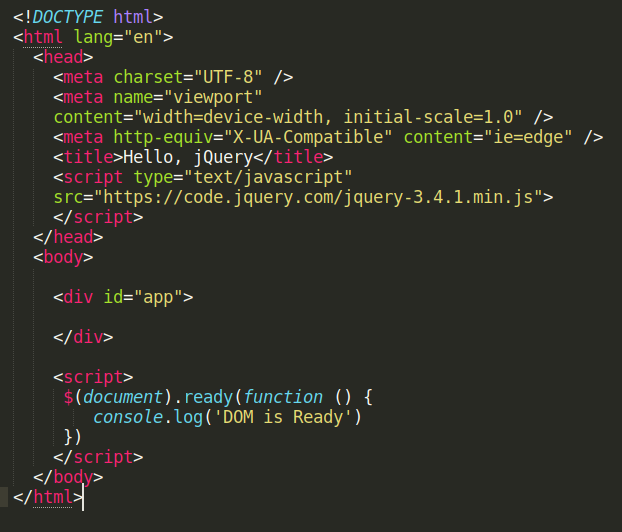 <!DOCTYPE html>
<html lang="en">
  <head>
    <meta charset="UTF-8" />
    <meta name="viewport"
    content="width=device-width, initial-scale=1.0" />
    <meta http-equiv="X-UA-Compatible" content="ie=edge" />
    <title>Hello, jQuery</title>
    <script type="text/javascript"
    src="https://code.jquery.com/jquery-3.4.1.min.js">
    </script>
  </head>
  <body>

    <div id="app">

    </div>

    <script>
     $(document).ready(function () {
        console.log('DOM is Ready')
     })
    </script>
  </body>
</html>